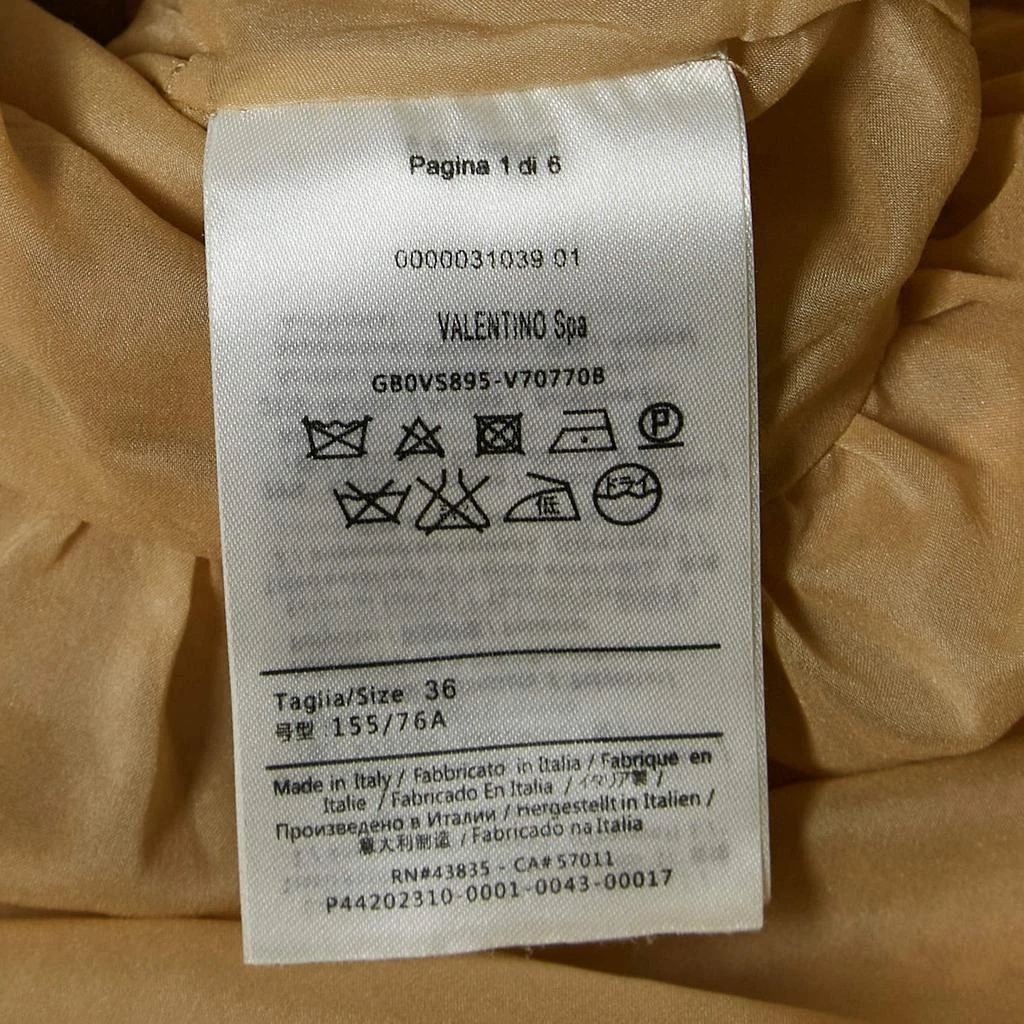 Pagina 1 di 6
0000031039 01
VALENTINO Spa
GB0VS895-V70770B
P
低 ドライ
Taglia/Size 36
号型 155/76A
Made in Italy / Fabbricato in Italia / Fabrique en
Italie / Fabricado En Italia / イタリア製 /
Произведено в Италии / Hergestellt in Italien /
意大利制造 / Fabricado na Italia
RN#43835 - CA#57011
P44202310-0001-0043-00017